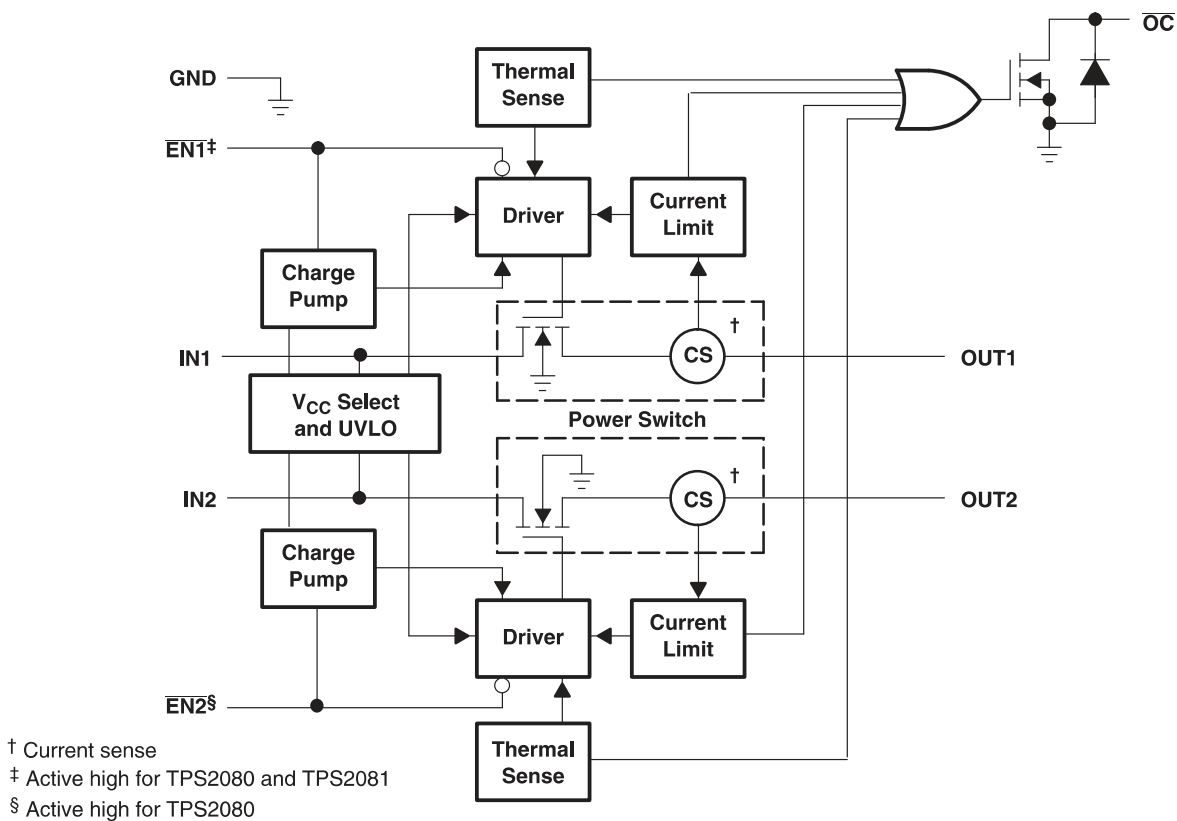 OC
Thermal
Sense
GND
EN1‡
Driver
Current
Limit
Charge
Pump
†
IN1
CS
OUT1
VCC Select
and UVLO
Power Switch
†
IN2
CS
OUT2
Charge
Pump
Driver
Current
Limit
EN2§
Thermal
Sense
† Current sense
‡ Active high for TPS2080 and TPS2081
§ Active high for TPS2080